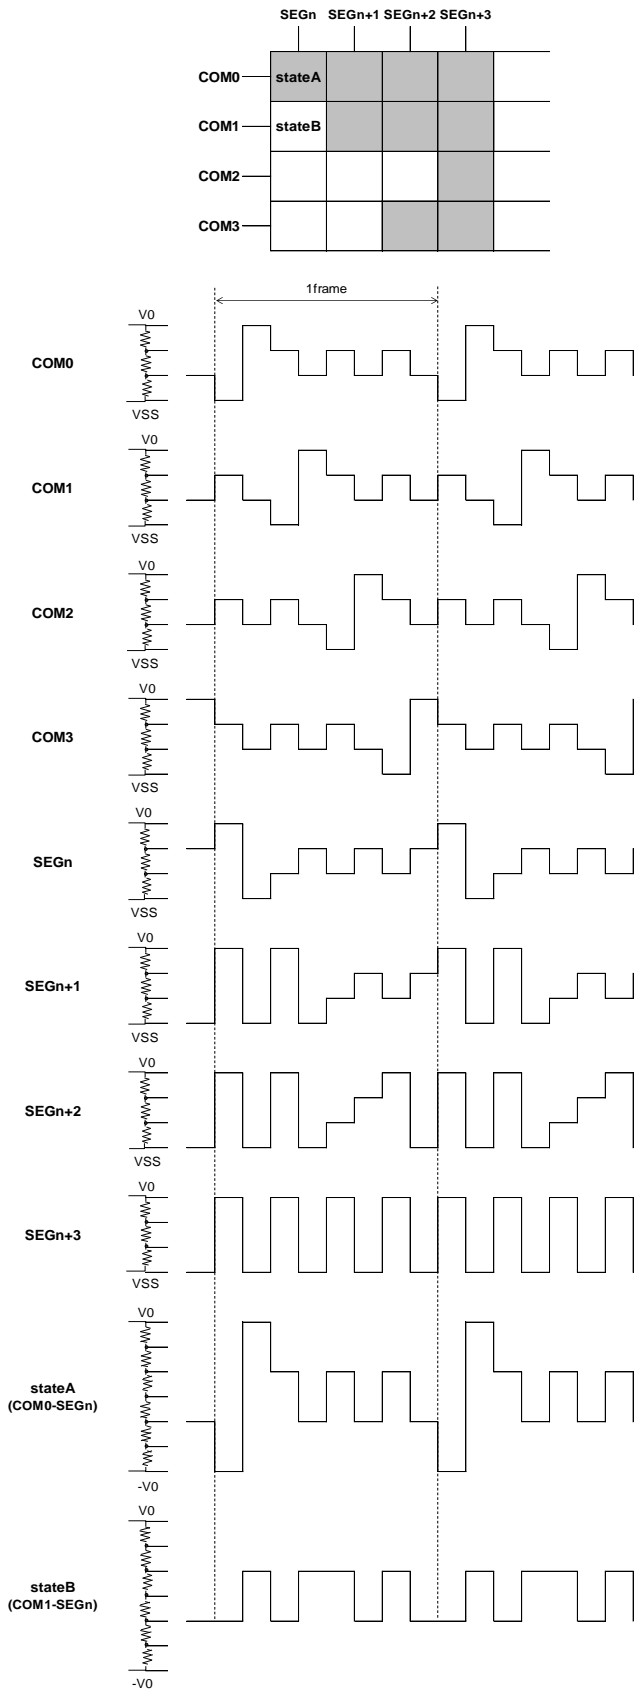 SEGn SEGn+1 SEGn+2 SEGn+3
COM0 stateA
COM1 stateB
COM2
COM3
1frame
V0
COM0
VSS
V0
COM1
VSS
V0
COM2
VSS
V0
COM3
VSS
V0
SEGn
VSS
V0
SEGn+1
VSS
V0
SEGn+2
VSS
V0
SEGn+3
VSS
V0
stateA
(COM0-SEGn)
-V0
V0
stateB
(COM1-SEGn)
-V0